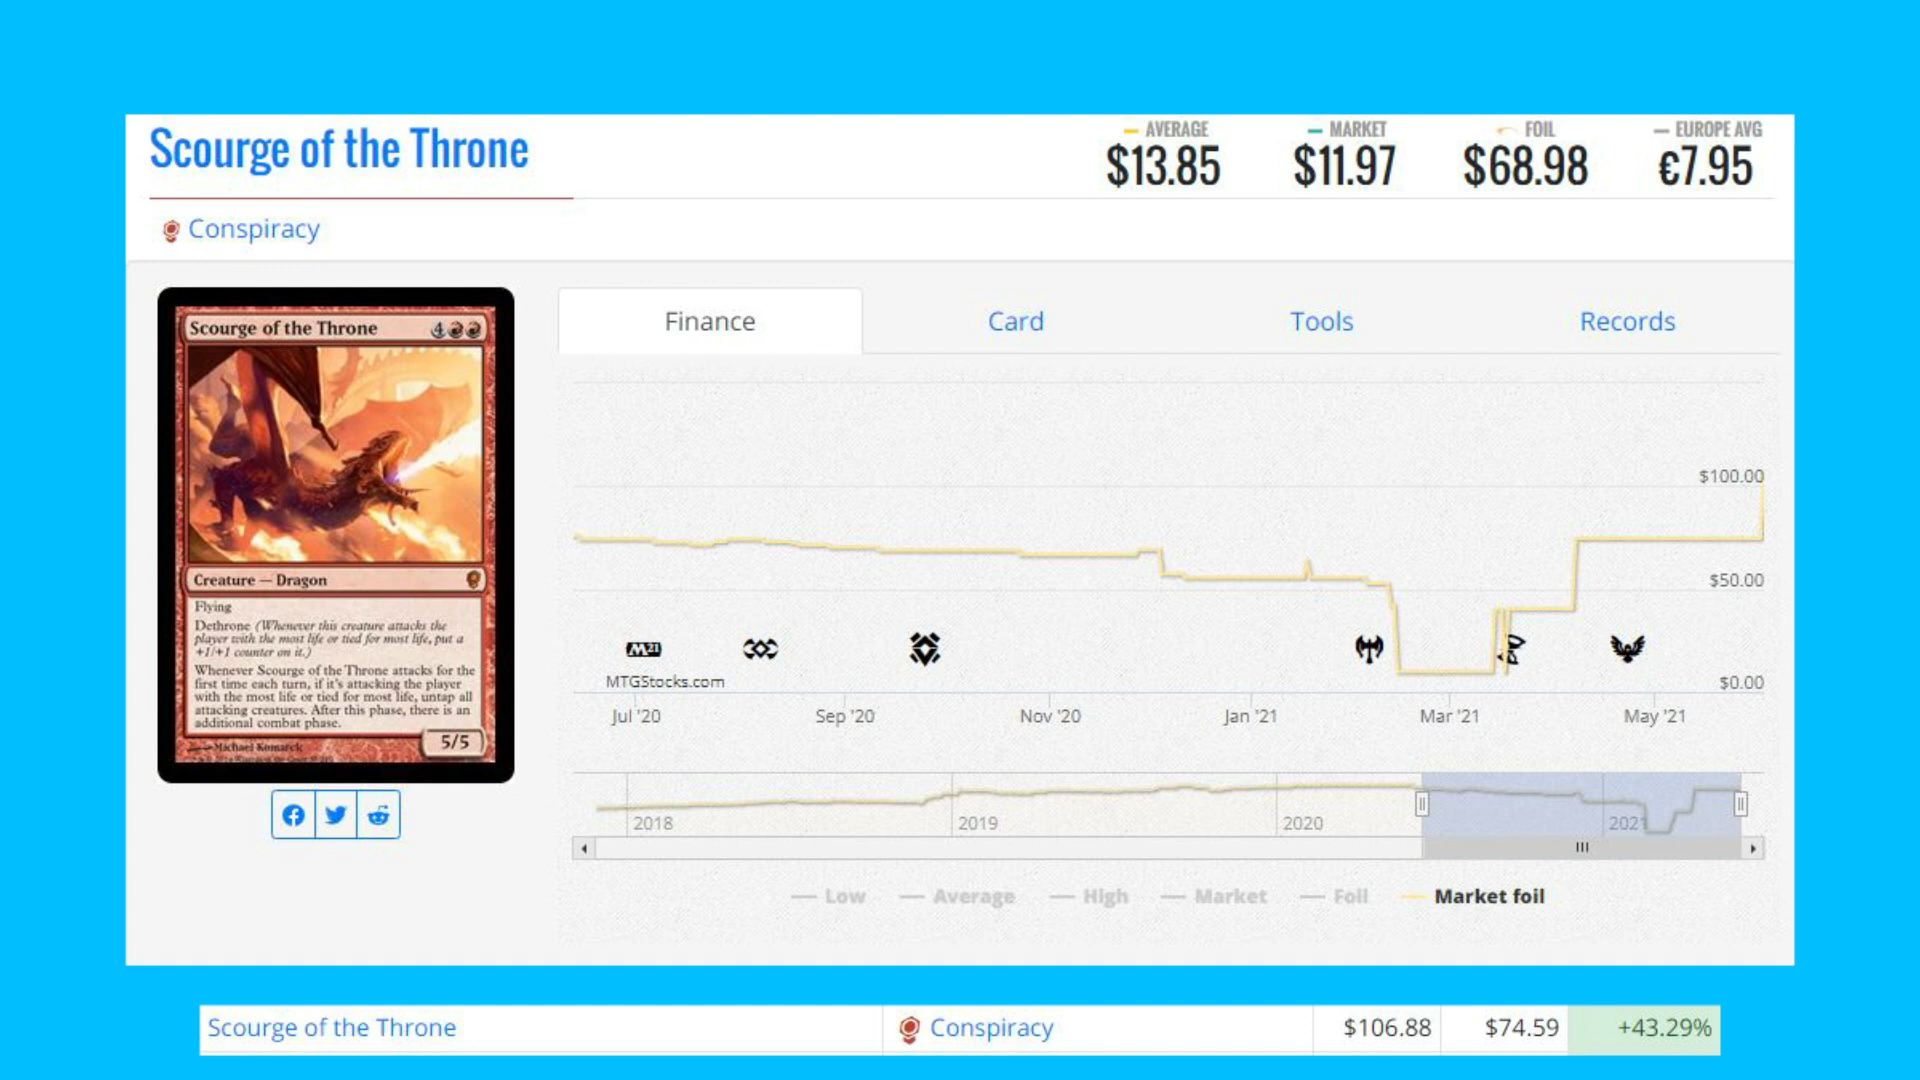 Scourge of the Throne
AVERAGE
$13.85
MARKET
$11.97
FOIL
$68.98
EUROPE AVG
€7.95
Conspiracy
Scourge of the Throne 4
Creature — Dragon
Flying
Dethrone (Whenever this creature attacks the
player with the most life or tied for most life, put a
+1/+1 counter on it.)
Whenever Scourge of the Throne attacks for the
first time each turn, if it's attacking the player
with the most life or tied for most life, untap all
attacking creatures. After this phase, there is an
additional combat phase.
5/5
Michael Komarck
Finance
Card
Tools
Records
$100.00
$50.00
$0.00
M21
MTGStocks.com
Jul '20
Sep '20
Nov '20
Jan '21
Mar '21
May '21
2018
2019
2020
2021
Low
Average
High
Market
Foil
Market foil
Scourge of the Throne
Conspiracy
$106.88
$74.59
+43.29%